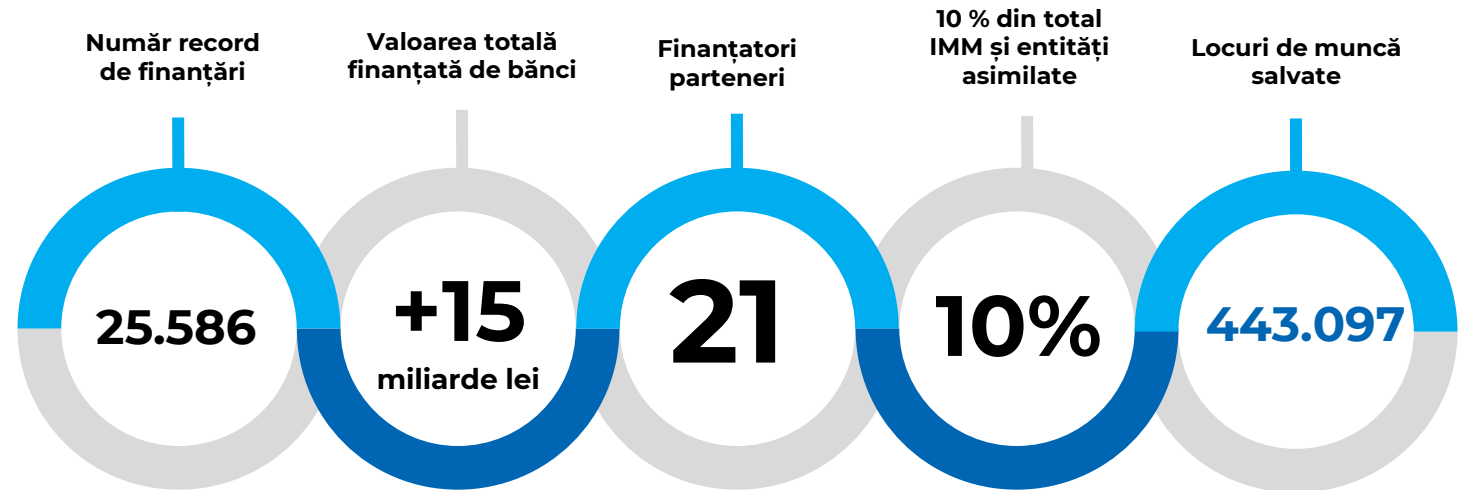 Număr record
de finanțări
25.586
Valoarea totală
finanțată de bănci
+15
miliarde lei
Finanțatori
parteneri
21
10 % din total
IMM și entități
asimilate
10%
Locuri de muncă
salvate
443.097